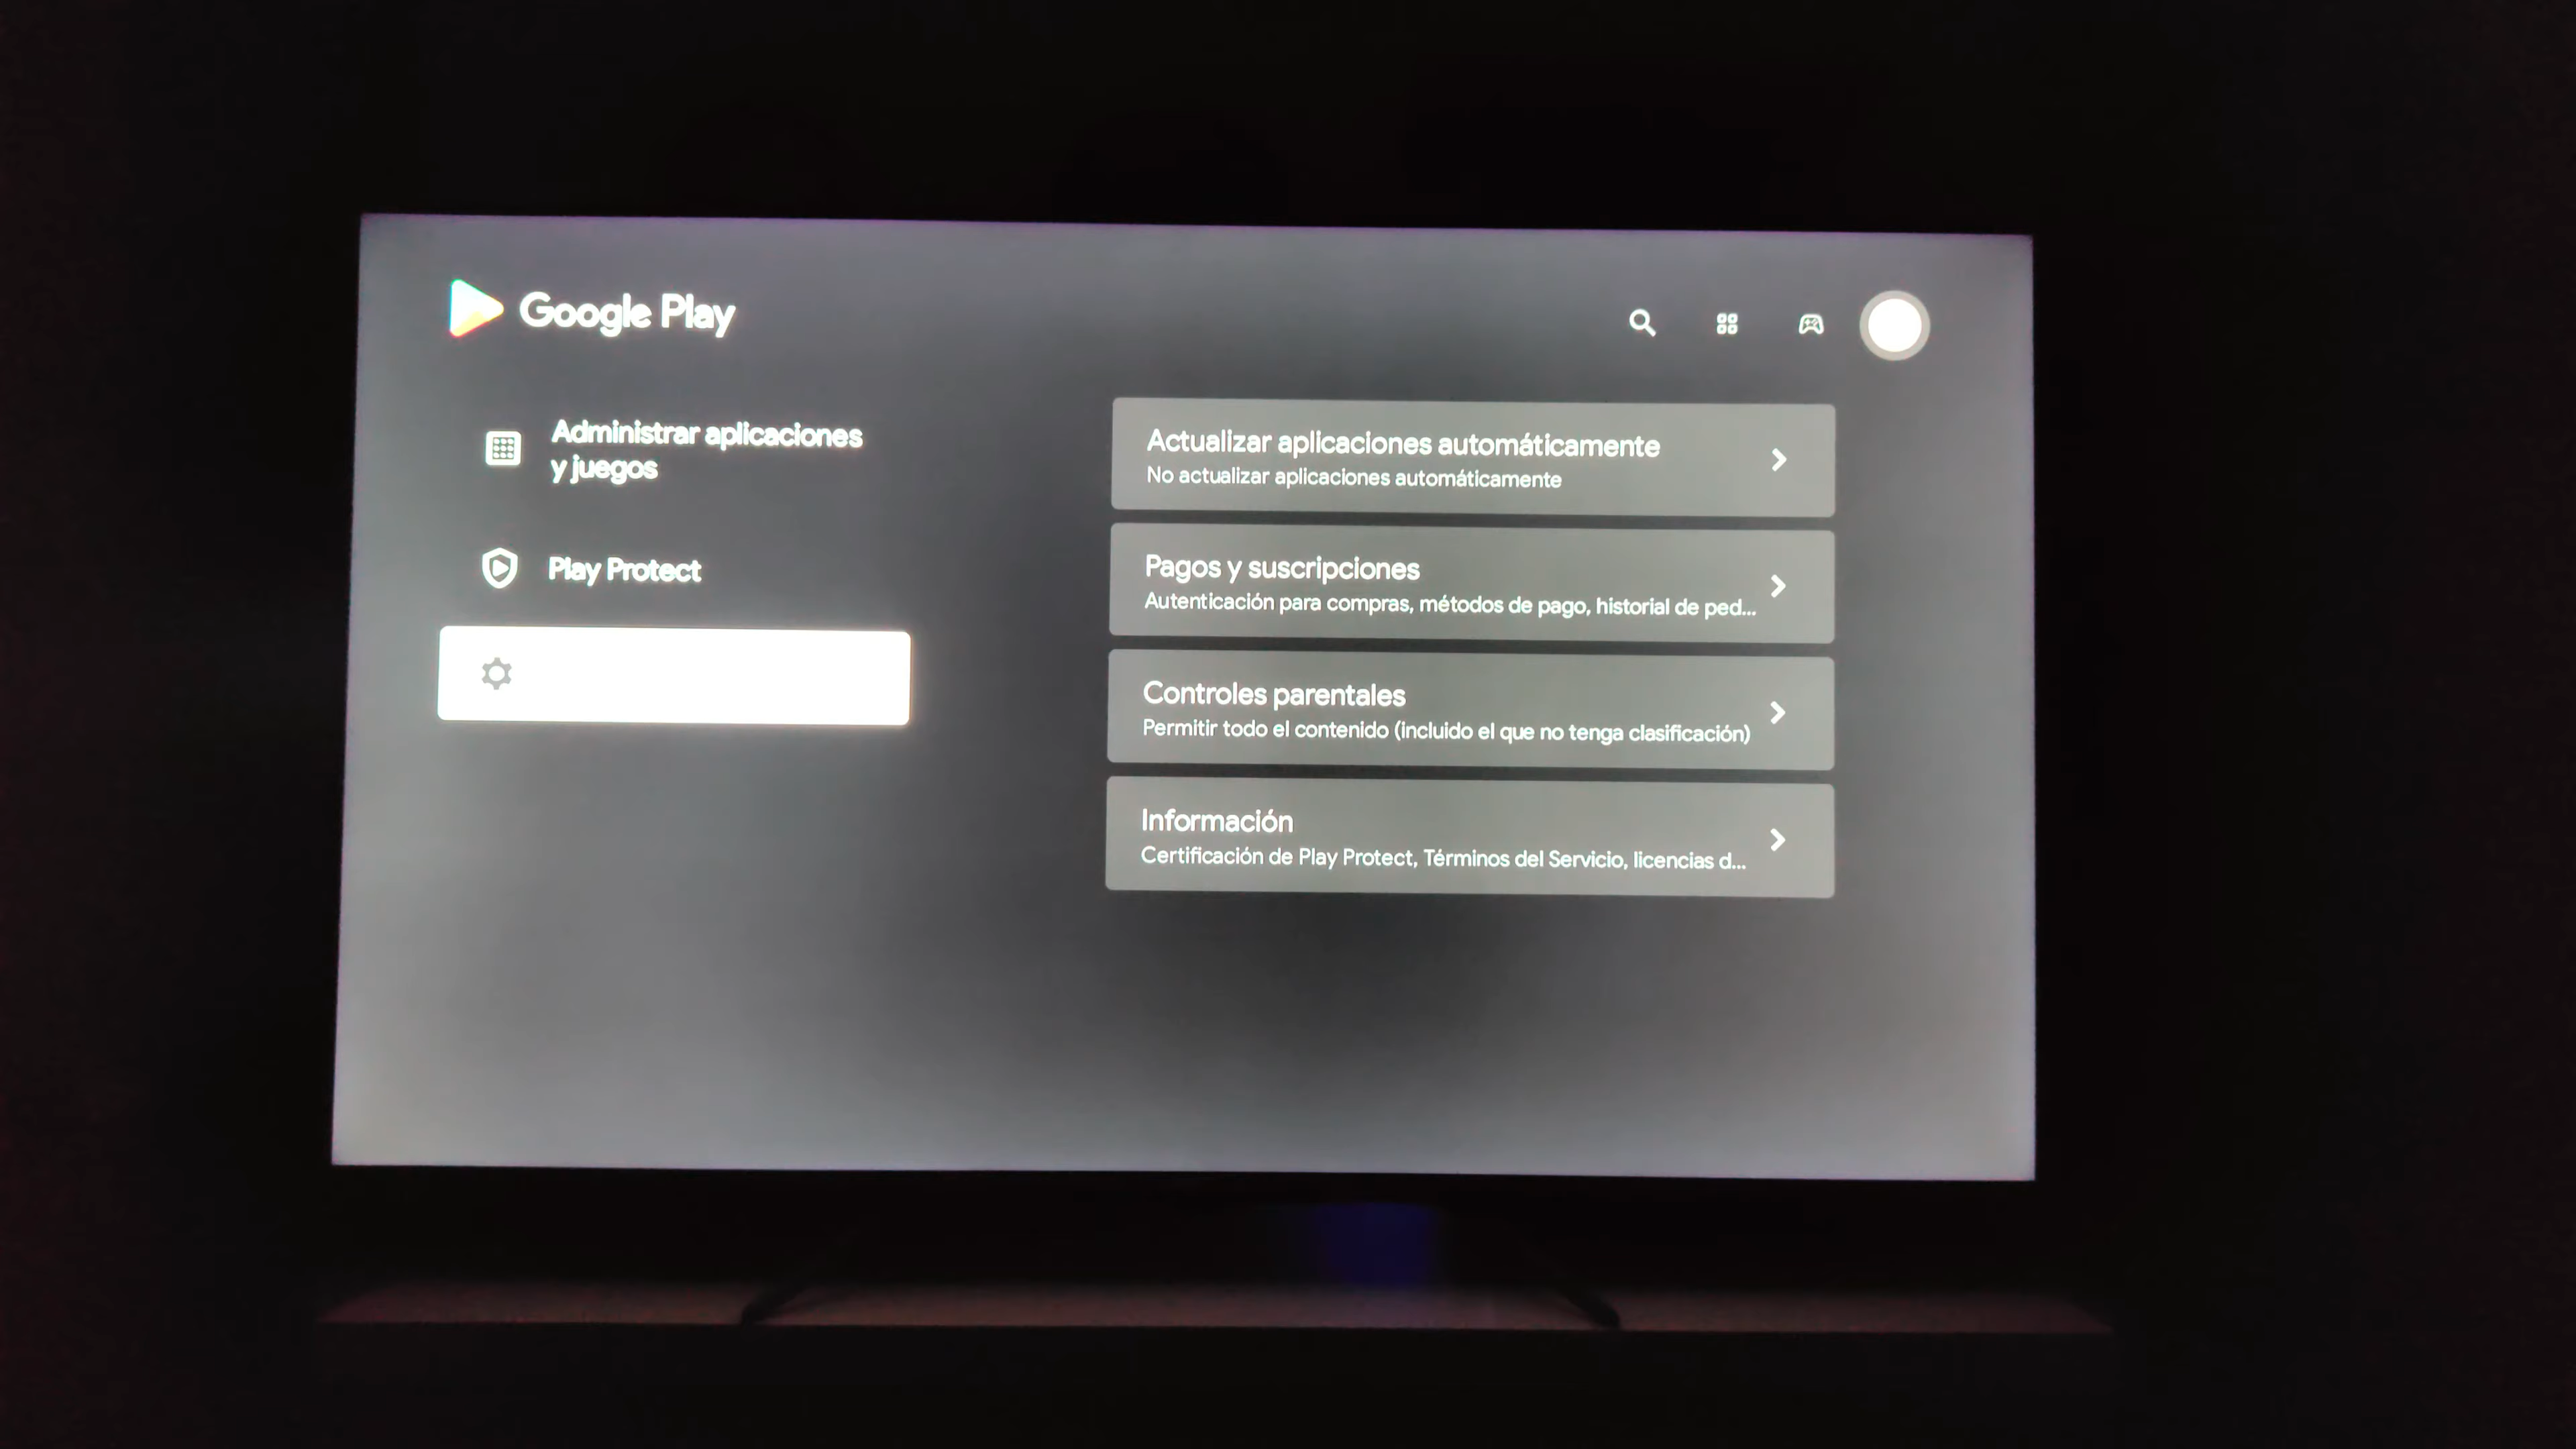 Google Play
Administrar aplicaciones
y juegos
Play Protect
Actualizar aplicaciones automáticamente
No actualizar aplicaciones automáticamente
Pagos y suscripciones
Autenticación para compras, métodos de pago, historial de ped...
Controles parentales
Permitir todo el contenido (incluido el que no tenga clasificación)
Información
Certificación de Play Protect, Términos del Servicio, licencias d...